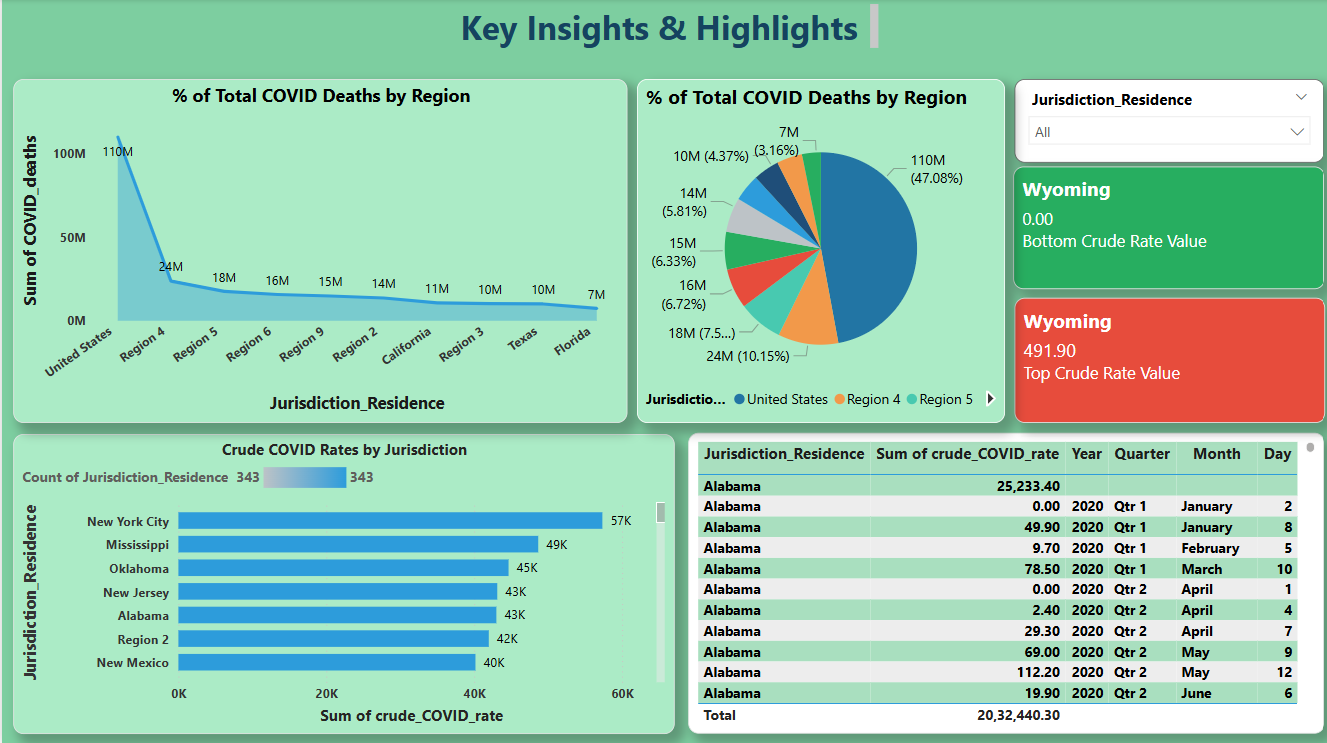 Key Insights & Highlights
% of Total COVID Deaths by Region
Sum of COVID_deaths
100M
50M
0M
110M
24M
18M
16M
15M
14M
11M
10M
10M
7M
United States
Region 4
Region 5
Region 6
Region 9
Region 2
California
Region 3
Texas
Florida
Jurisdiction_Residence
% of Total COVID Deaths by Region
110M
(47.08%)
24M (10.15%)
18M (7.5...)
16M
(6.72%)
15M
(6.33%)
14M
(5.81%)
10M (4.37%)
7M
(3.16%)
Jurisdictio... United States Region 4 Region 5
Jurisdiction_Residence
All
Wyoming
0.00
Bottom Crude Rate Value
Wyoming
491.90
Top Crude Rate Value
Crude COVID Rates by Jurisdiction
Count of Jurisdiction_Residence 343 343
Jurisdiction_Residence
New York City 57K
Mississippi 49K
Oklahoma 45K
New Jersey 43K
Alabama 43K
Region 2 42K
New Mexico 40K
0K 20K 40K 60K
Sum of crude_COVID_rate
Jurisdiction_Residence Sum of crude_COVID_rate Year Quarter Month Day
Alabama 25,233.40
Alabama 0.00 2020 Qtr 1 January 2
Alabama 49.90 2020 Qtr 1 January 8
Alabama 9.70 2020 Qtr 1 February 5
Alabama 78.50 2020 Qtr 1 March 10
Alabama 0.00 2020 Qtr 2 April 1
Alabama 2.40 2020 Qtr 2 April 4
Alabama 29.30 2020 Qtr 2 April 7
Alabama 69.00 2020 Qtr 2 May 9
Alabama 112.20 2020 Qtr 2 May 12
Alabama 19.90 2020 Qtr 2 June 6
Total 20,32,440.30